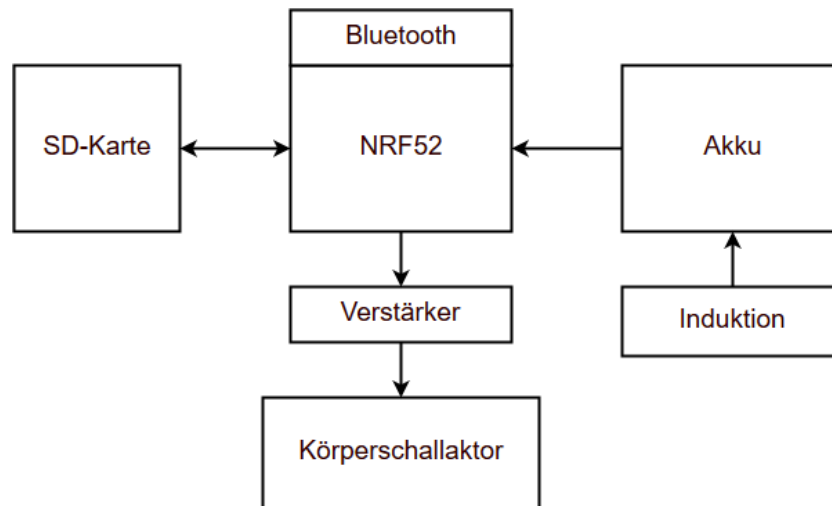 Bluetooth
SD-Karte
NRF52
Akku
Verstärker
Induktion
Körperschallaktor